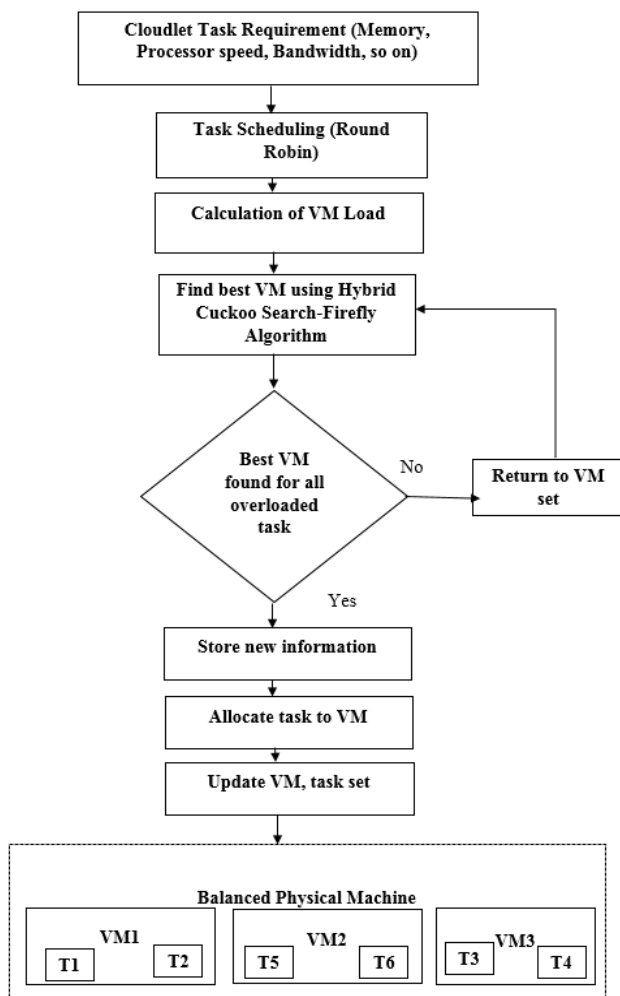 Cloudlet Task Requirement (Memory,
Processor speed, Bandwidth, so on)
Task Scheduling (Round
Robin)
Calculation of VM Load
Find best VM using Hybrid
Cuckoo Search-Firefly
Algorithm
Best VM
found for all
overloaded
task
No
Return to VM
set
Yes
Store new information
Allocate task to VM
Update VM, task set
Balanced Physical Machine
VM1
T1
T2
VM2
T5
T6
VM3
T3
T4